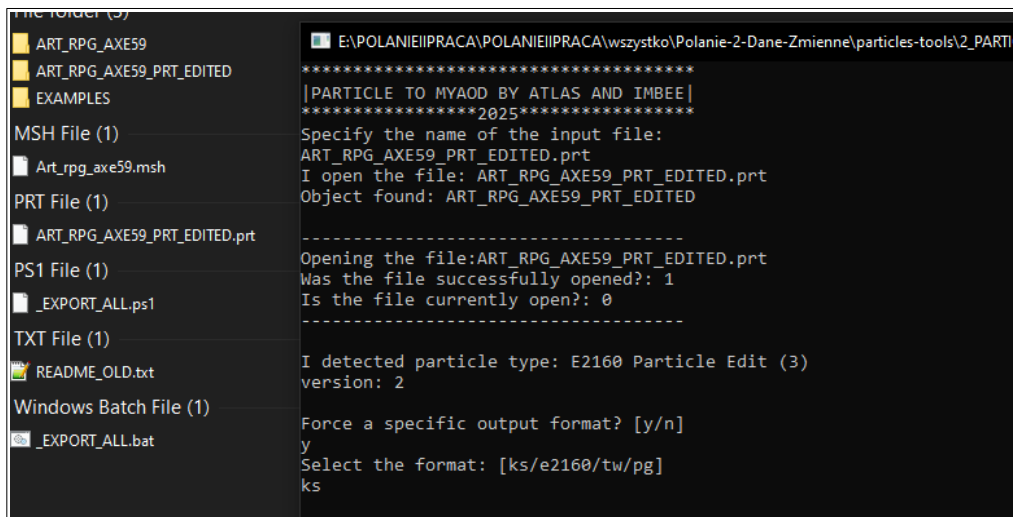 File folder (3)
ART_RPG_AXE59
ART_RPG_AXE59_PRT_EDITED
EXAMPLES
MSH File (1)
Art_rpg_axe59.msh
PRT File (1)
ART_RPG_AXE59_PRT_EDITED.prt
PS1 File (1)
_EXPORT_ALL.ps1
TXT File (1)
README_OLD.txt
Windows Batch File (1)
_EXPORT_ALL.bat
E:\POLANIEIIPRACA\POLANIEIIPRACA\wszystko\Polanie-2-Dane-Zmienne\particles-tools\2_PARTI
**************************************
|PARTICLE TO MYAOD BY ATLAS AND IMBEE|
*****************2025*****************
Specify the name of the input file:
ART_RPG_AXE59_PRT_EDITED.prt
I open the file: ART_RPG_AXE59_PRT_EDITED.prt
Object found: ART_RPG_AXE59_PRT_EDITED
-------------------------------------
Opening the file:ART_RPG_AXE59_PRT_EDITED.prt
Was the file successfully opened?: 1
Is the file currently open?: 0
-------------------------------------
I detected particle type: E2160 Particle Edit (3)
version: 2
Force a specific output format? [y/n]
y
Select the format: [ks/e2160/tw/pg]
ks